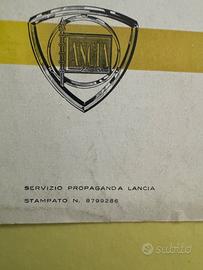 LANCIA
SERVIZIO PROPAGANDA LANCIA
STAMPATO N. 8799286
subito